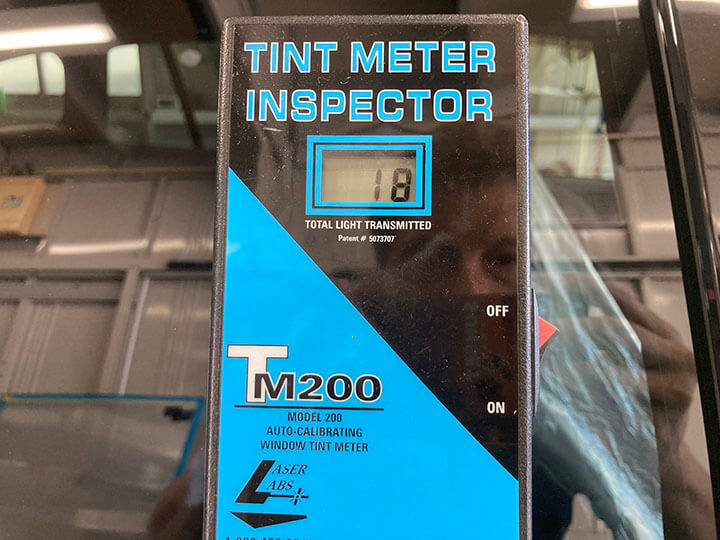 TINT METER
INSPECTOR
18
TOTAL LIGHT TRANSMITTED
Patent # 5073707
OFF
ON
TM200
MODEL 200
AUTO-CALIBRATING
WINDOW TINT METER
LASER
LABS